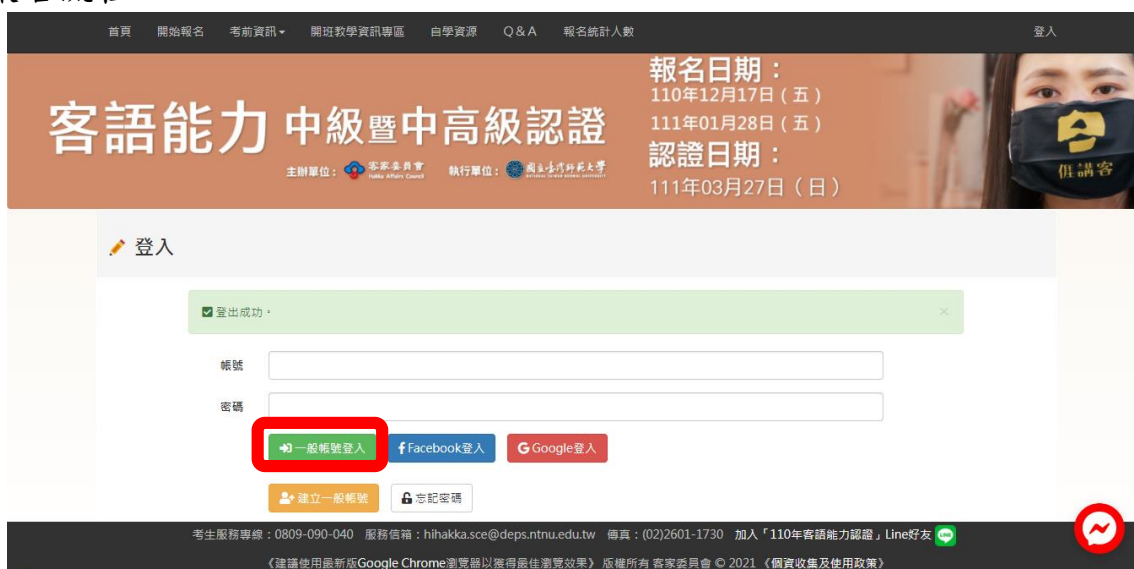 首頁 開始報名 考前資訊 開班教學資訊專區 自學資源 Q&A 報名統計人數 登入
客語能力 中級暨中高級認證
主辦單位: 客家委員會 Hakka Affairs Council 執行單位: 國立臺灣師範大學
報名日期:
110年12月17日(五)
111年01月28日(五)
認證日期:
111年03月27日(日)
𠊎講客
登入
登出成功。 ×
帳號
密碼
一般帳號登入 Facebook登入 Google登入
建立一般帳號 忘記密碼
考生服務專線:0809-090-040 服務信箱:hihakka.sce@deps.ntnu.edu.tw 傳真:(02)2601-1730 加入「110年客語能力認證」Line好友
《建議使用最新版Google Chrome瀏覽器以獲得最佳瀏覽效果》 版權所有 客家委員會 © 2021 《個資收集及使用政策》